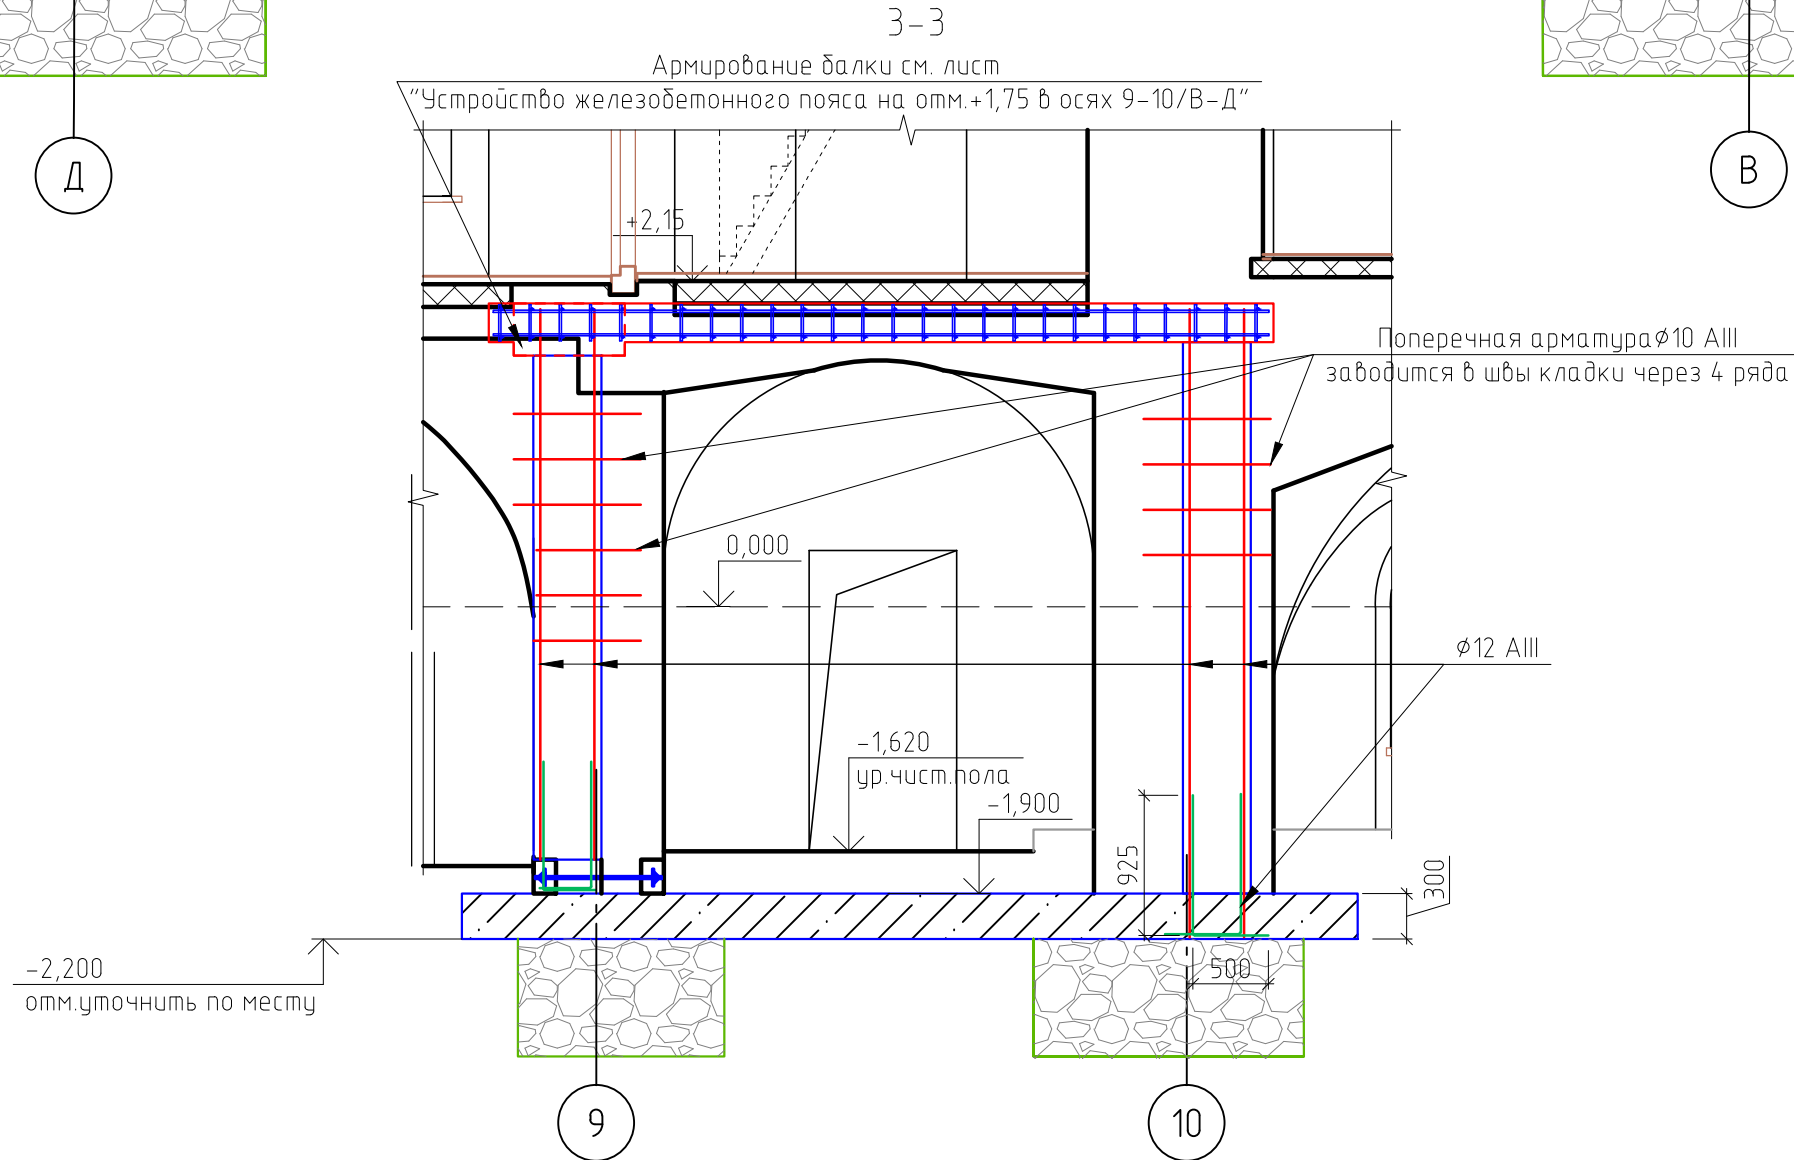 3-3
Армирование балки см. лист
"Устройство железобетонного пояса на отм.+1,75 в осях 9-10/В-Д"
Д
В
+2,15
Поперечная арматура⌀10 АIII
заводится в швы кладки через 4 ряда
0,000
⌀12 АIII
-1,620
ур.чист.пола
-1,900
925
300
-2,200
отм.уточнить по месту
500
9
10